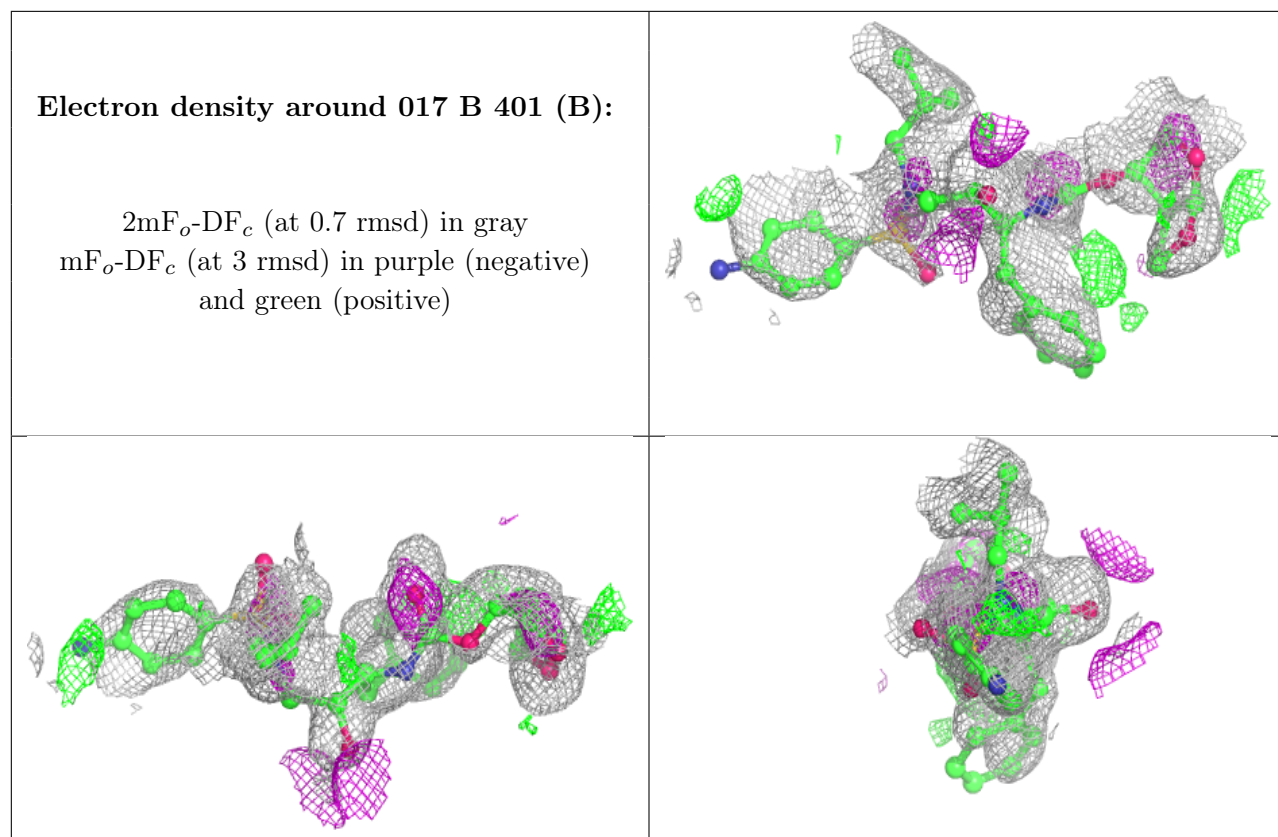 Electron density around 017 B 401 (B):
2mFo-DFc (at 0.7 rmsd) in gray
mFo-DFc (at 3 rmsd) in purple (negative)
and green (positive)